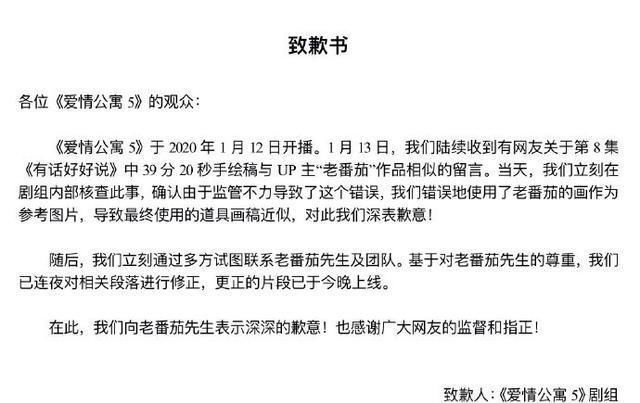 致歉书
各位《爱情公寓 5》的观众：
《爱情公寓 5》于 2020 年 1 月 12 日开播。1 月 13 日，我们陆续收到有网友关于第 8 集
《有话好好说》中 39 分 20 秒手绘稿与 UP 主“老番茄”作品相似的留言。当天，我们立刻在
剧组内部核查此事，确认由于监管不力导致了这个错误，我们错误地使用了老番茄的画作为
参考图片，导致最终使用的道具画稿近似，对此我们深表歉意！
随后，我们立刻通过多方试图联系老番茄先生及团队。基于对老番茄先生的尊重，我们
已连夜对相关段落进行修正，更正的片段已于今晚上线。
在此，我们向老番茄先生表示深深的歉意！也感谢广大网友的监督和指正！
致歉人：《爱情公寓 5》剧组